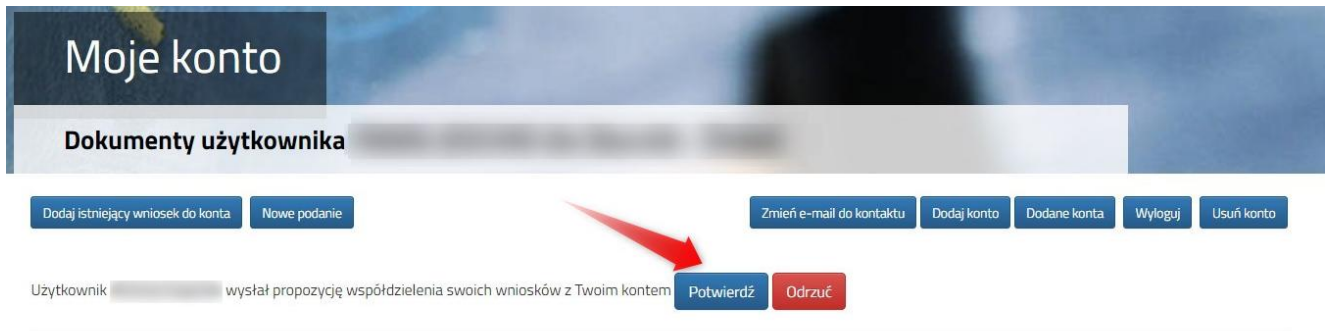 Moje konto
Dokumenty użytkownika
Dodaj istniejący wniosek do konta Nowe podanie Zmień e-mail do kontaktu Dodaj konto Dodane konta Wyloguj Usuń konto
Użytkownik wysłał propozycję współdzielenia swoich wniosków z Twoim kontem Potwierdź Odrzuć